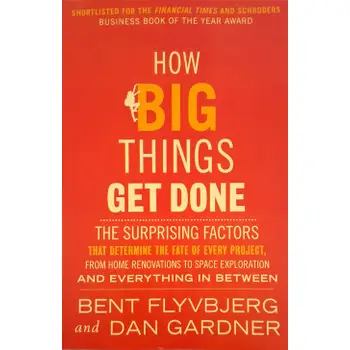 SHORTLISTED FOR THE FINANCIAL TIMES AND SCHRODERS
BUSINESS BOOK OF THE YEAR AWARD
HOW
BIG
THINGS
GET DONE
THE SURPRISING FACTORS
THAT DETERMINE THE FATE OF EVERY PROJECT,
FROM HOME RENOVATIONS TO SPACE EXPLORATION
AND EVERYTHING IN BETWEEN
BENT FLYVBJERG
and DAN GARDNER